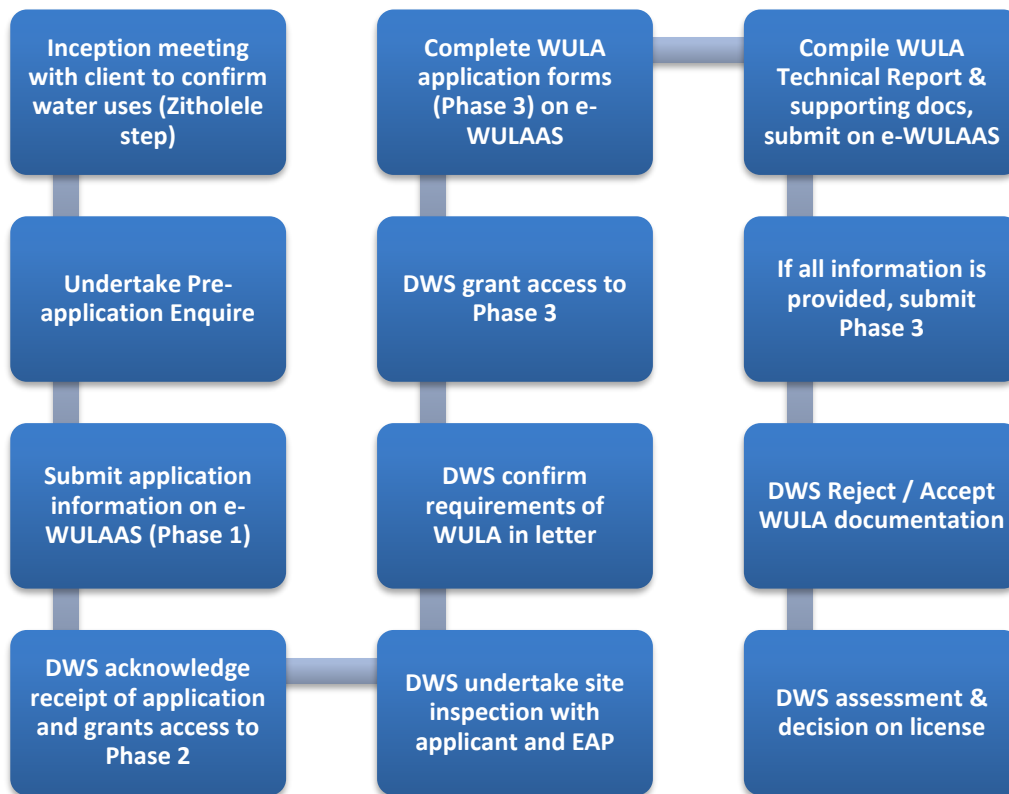 Inception meeting
with client to confirm
water uses (Zitholele
step)
Undertake Pre-
application Enquire
Submit application
information on e-
WULAAS (Phase 1)
DWS acknowledge
receipt of application
and grants access to
Phase 2
DWS undertake site
inspection with
applicant and EAP
DWS confirm
requirements of
WULA in letter
DWS grant access to
Phase 3
Complete WULA
application forms
(Phase 3) on e-
WULAAS
Compile WULA
Technical Report &
supporting docs,
submit on e-WULAAS
If all information is
provided, submit
Phase 3
DWS Reject / Accept
WULA documentation
DWS assessment &
decision on license